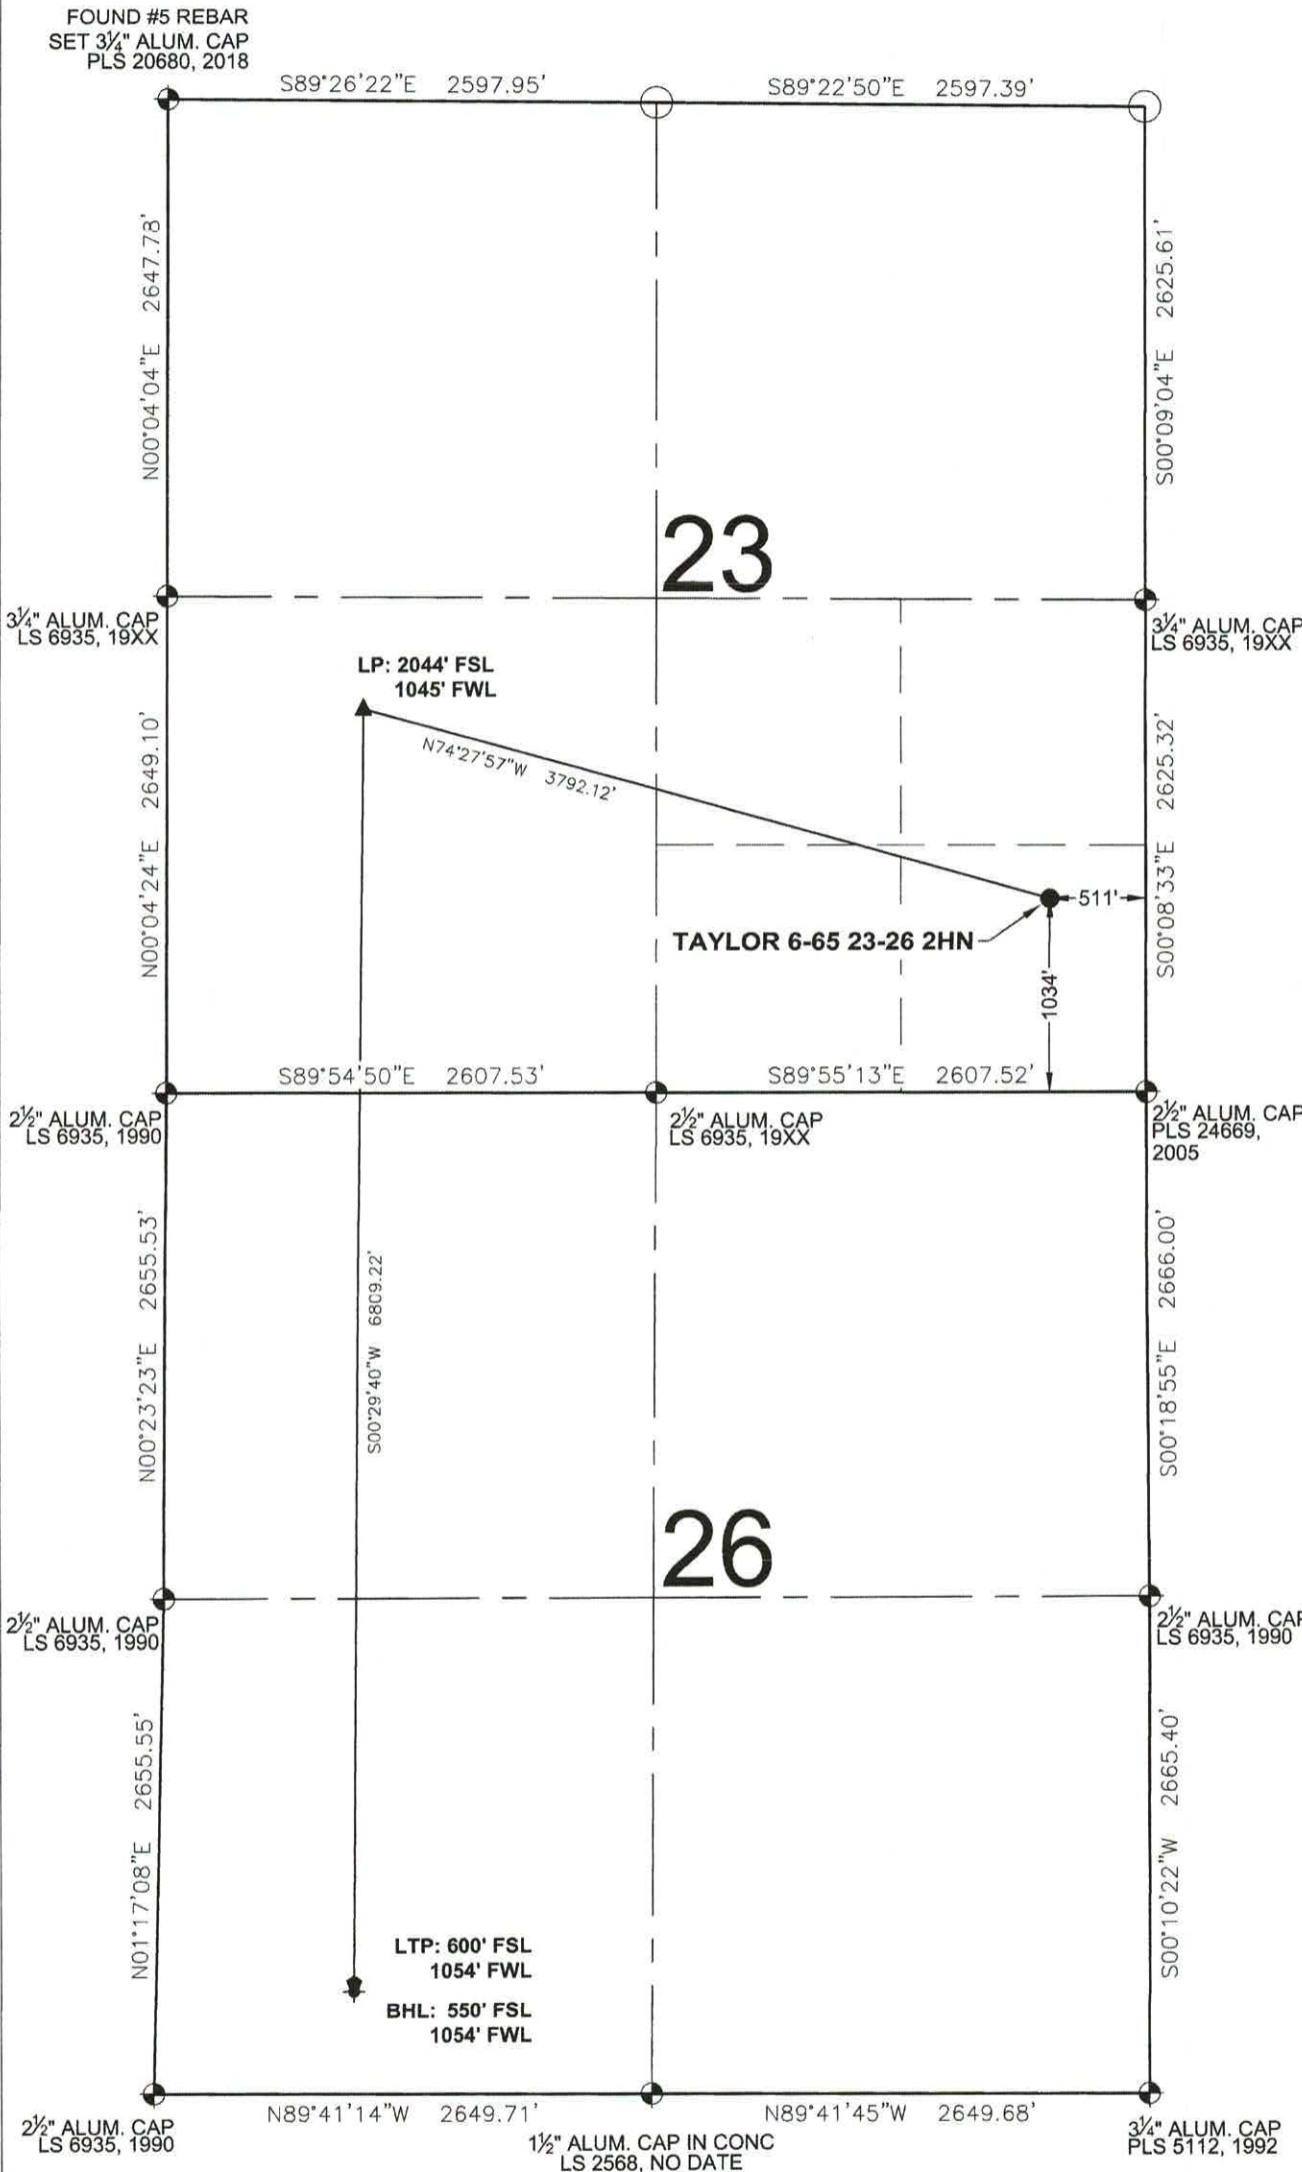 FOUND #5 REBAR
SET 3¼" ALUM. CAP
PLS 20680, 2018
S89°26'22"E 2597.95'
S89°22'50"E 2597.39'
N00°04'04"E 2647.78'
S00°09'04"E 2625.61'
23
3¼" ALUM. CAP
LS 6935, 19XX
3¼" ALUM. CAP
LS 6935, 19XX
LP: 2044' FSL
1045' FWL
N74°27'57"W 3792.12'
N00°04'24"E 2649.10'
S00°08'33"E 2625.32'
511'
TAYLOR 6-65 23-26 2HN
1034'
S89°54'50"E 2607.53'
S89°55'13"E 2607.52'
2½" ALUM. CAP
LS 6935, 1990
2½" ALUM. CAP
LS 6935, 19XX
2½" ALUM. CAP
PLS 24669,
2005
N00°23'23"E 2655.53'
S00°29'40"W 6809.22'
S00°18'55"E 2666.00'
26
2½" ALUM. CAP
LS 6935, 1990
2½" ALUM. CAP
LS 6935, 1990
N01°17'08"E 2655.55'
S00°10'22"W 2665.40'
LTP: 600' FSL
1054' FWL
BHL: 550' FSL
1054' FWL
N89°41'14"W 2649.71'
N89°41'45"W 2649.68'
2½" ALUM. CAP
LS 6935, 1990
1½" ALUM. CAP IN CONC
LS 2568, NO DATE
3¼" ALUM. CAP
PLS 5112, 1992